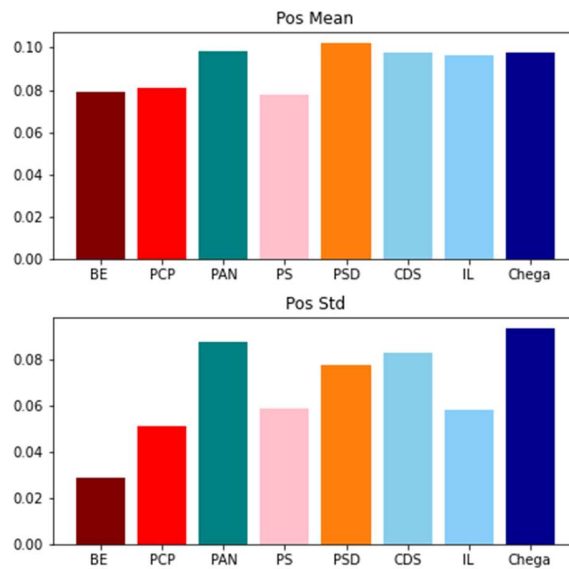 Pos Mean
0.10
0.08
0.06
0.04
0.02
0.00
BE PCP PAN PS PSD CDS IL Chega
Pos Std
0.08
0.06
0.04
0.02
0.00
BE PCP PAN PS PSD CDS IL Chega